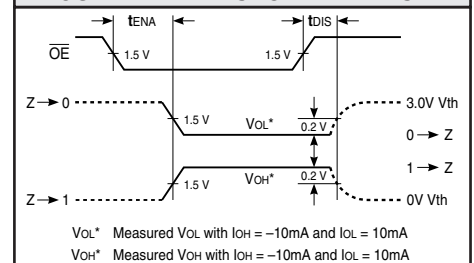 tENA
tDIS
OE
1.5 V
1.5 V
Z → 0
3.0V Vth
1.5 V
VOL*
0.2 V
0 → Z
1 → Z
VOH*
0.2 V
1.5 V
Z → 1
0V Vth
VOL* Measured VOL with IOH = –10mA and IOL = 10mA
VOH* Measured VOH with IOH = –10mA and IOL = 10mA